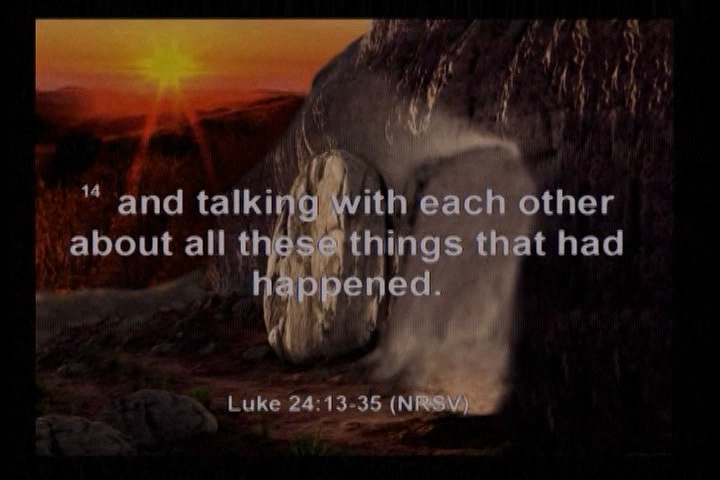 14 and talking with each other
about all these things that had
happened.
Luke 24:13-35 (NRSV)